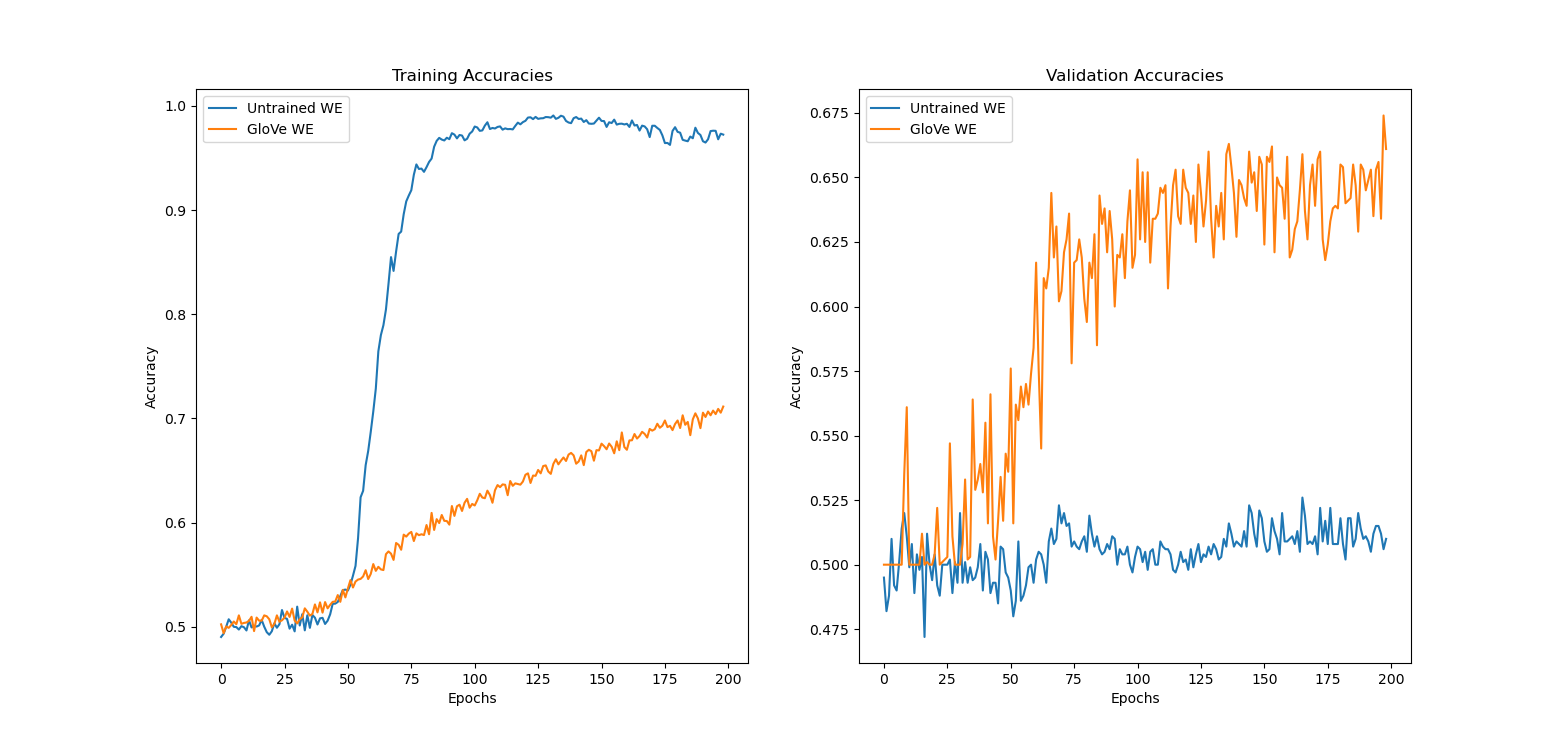 Training Accuracies
Untrained WE
GloVe WE
1.0
0.9
0.8
0.7
0.6
0.5
Accuracy
0 25 50 75 100 125 150 175 200
Epochs
Validation Accuracies
Untrained WE
GloVe WE
0.675
0.650
0.625
0.600
0.575
0.550
0.525
0.500
0.475
Accuracy
0 25 50 75 100 125 150 175 200
Epochs